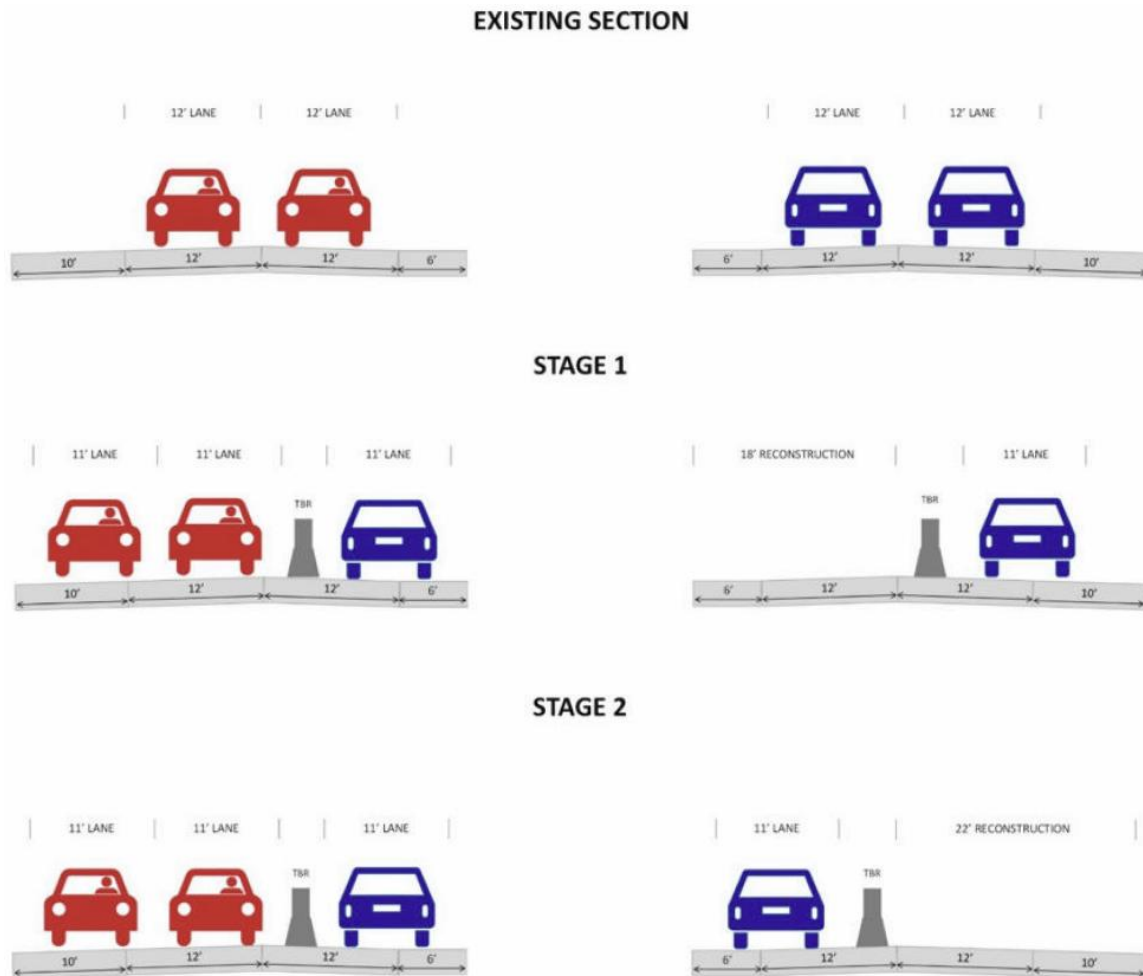 EXISTING SECTION
12' LANE 12' LANE 12' LANE 12' LANE
10' 12' 12' 6' 6' 12' 12' 10'
STAGE 1
11' LANE 11' LANE 11' LANE 18' RECONSTRUCTION 11' LANE
TBR TBR
10' 12' 12' 6' 6' 12' 12' 10'
STAGE 2
11' LANE 11' LANE 11' LANE 11' LANE 22' RECONSTRUCTION
TBR TBR
10' 12' 12' 6' 6' 12' 12' 10'